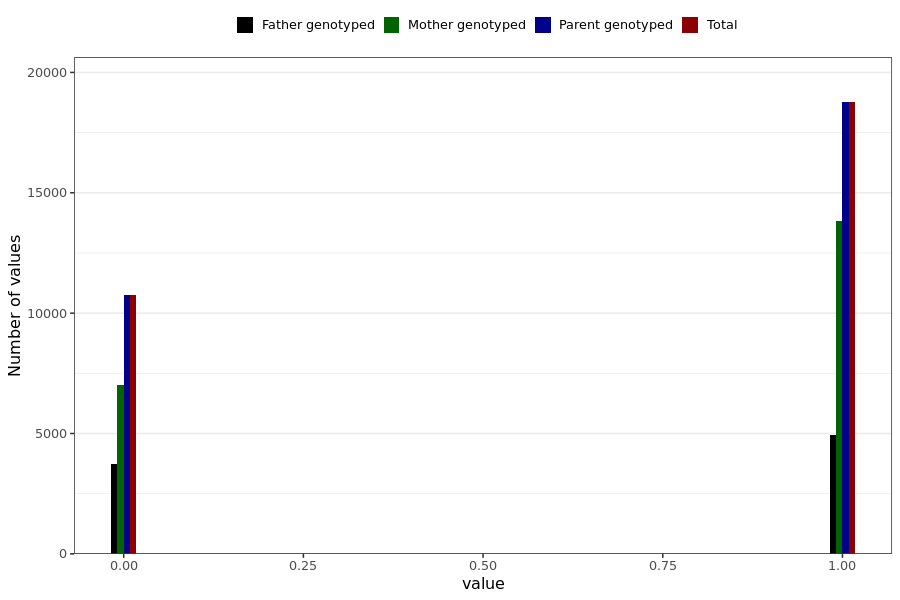 Father genotyped Mother genotyped Parent genotyped Total
20000
15000
10000
5000
0
Number of values
0.00 0.25 0.50 0.75 1.00
value